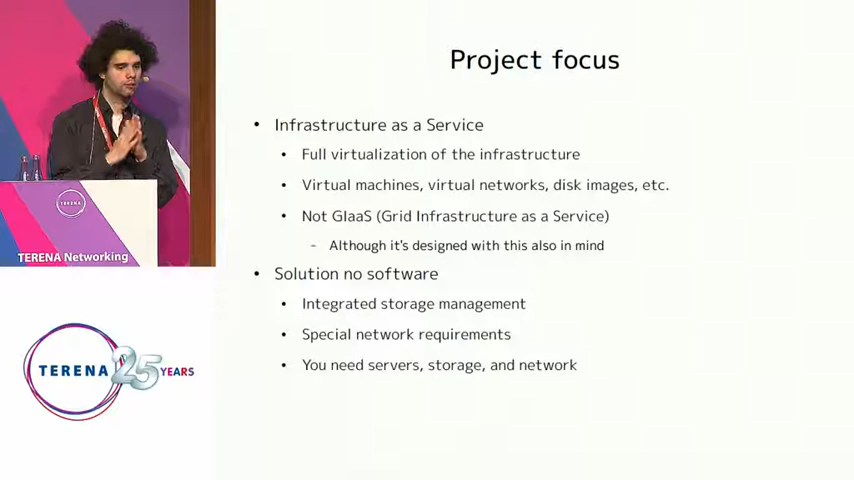 Project focus
• Infrastructure as a Service
• Full virtualization of the infrastructure
• Virtual machines, virtual networks, disk images, etc.
• Not GIaaS (Grid Infrastructure as a Service)
– Although it's designed with this also in mind
• Solution no software
• Integrated storage management
• Special network requirements
• You need servers, storage, and network
TERENA
TERENA Networking
TERENA 25 YEARS